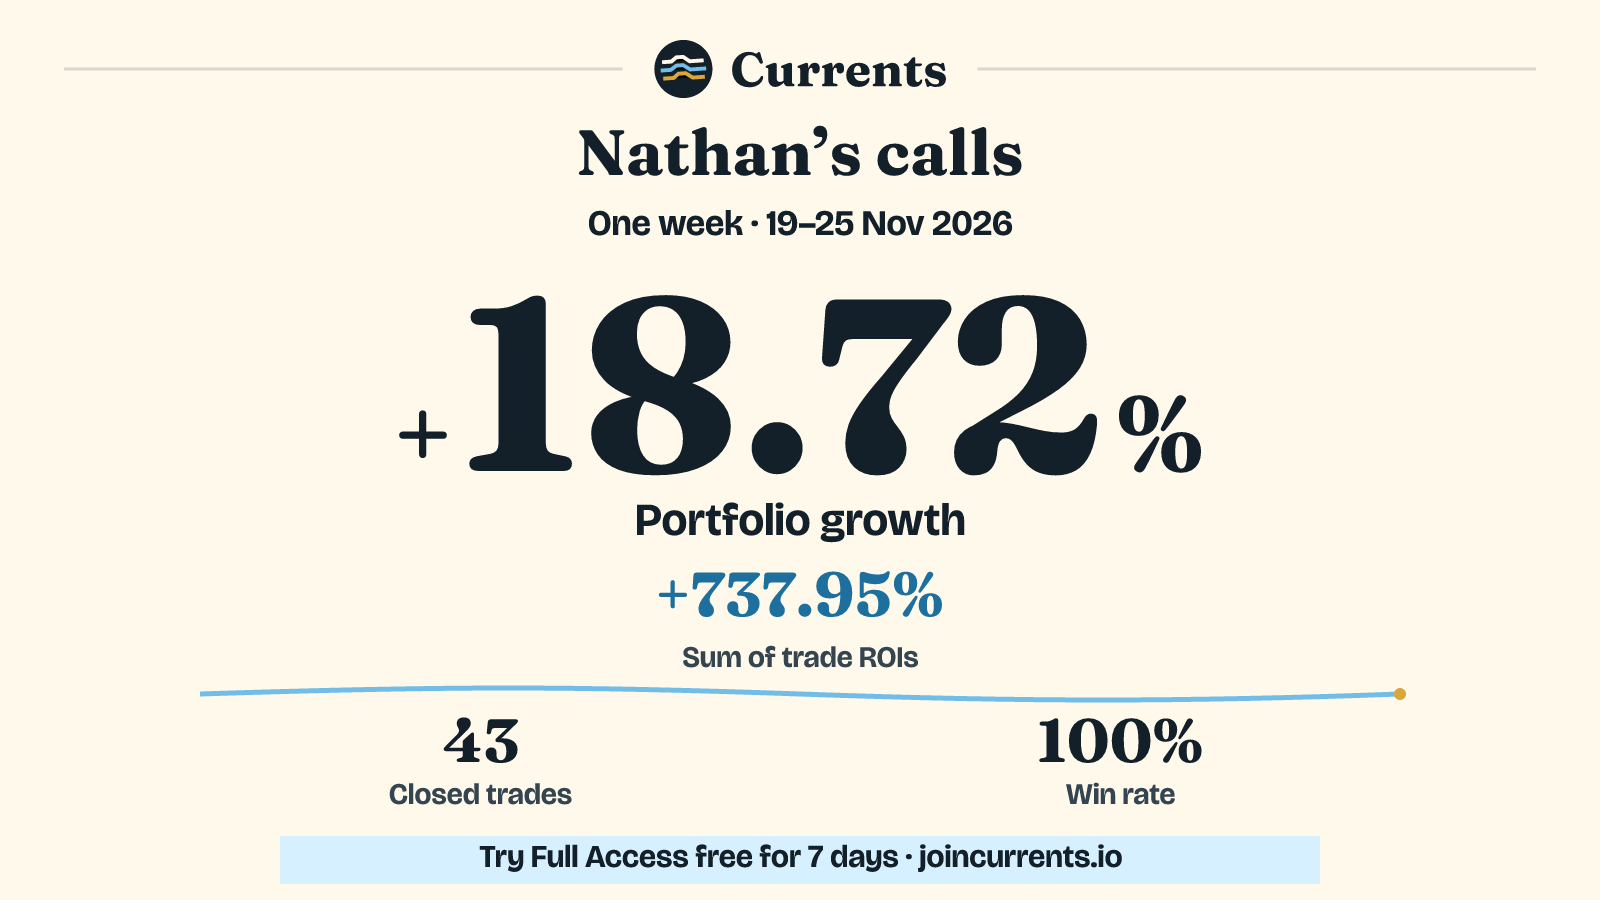 Currents
Nathan’s calls
One week · 19–25 Nov 2026
+18.72%
Portfolio growth
+737.95%
Sum of trade ROIs
43
Closed trades
100%
Win rate
Try Full Access free for 7 days · joincurrents.io